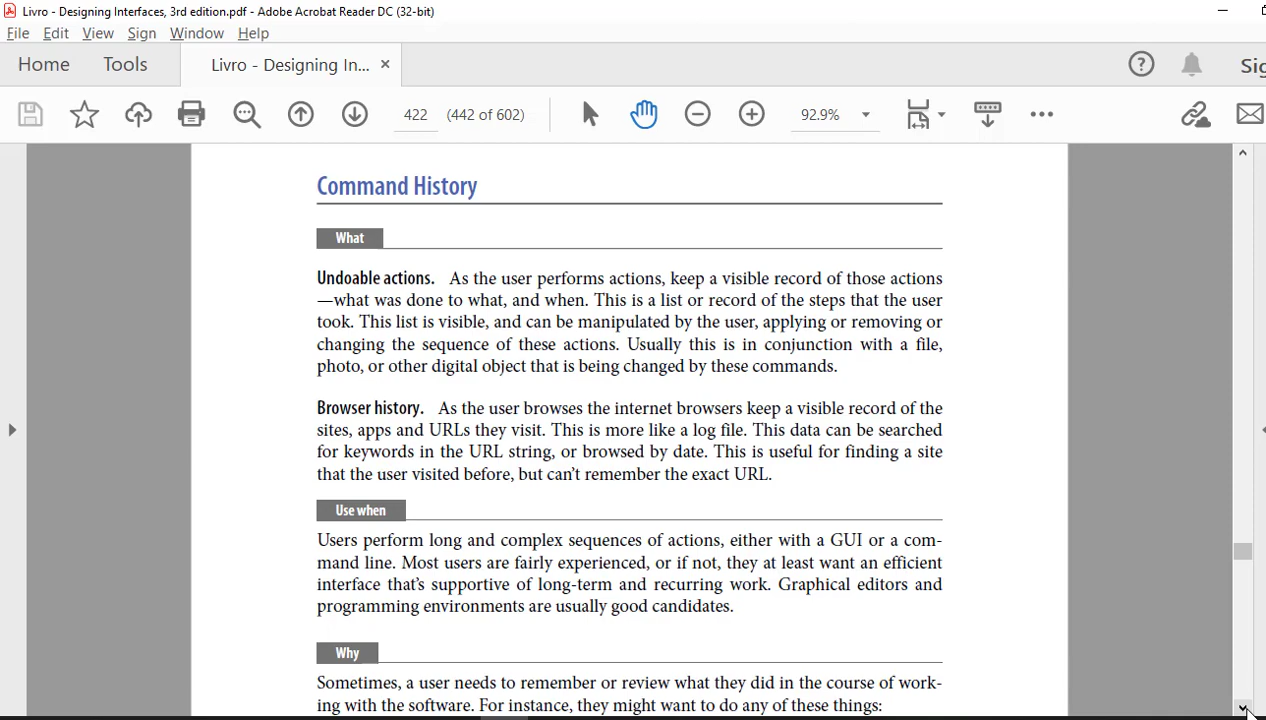 Livro - Designing Interfaces, 3rd edition.pdf - Adobe Acrobat Reader DC (32-bit)
File Edit View Sign Window Help
Home Tools Livro - Designing In... ×
422 (442 of 602) 92.9%
Command History
What
Undoable actions. As the user performs actions, keep a visible record of those actions
—what was done to what, and when. This is a list or record of the steps that the user
took. This list is visible, and can be manipulated by the user, applying or removing or
changing the sequence of these actions. Usually this is in conjunction with a file,
photo, or other digital object that is being changed by these commands.
Browser history. As the user browses the internet browsers keep a visible record of the
sites, apps and URLs they visit. This is more like a log file. This data can be searched
for keywords in the URL string, or browsed by date. This is useful for finding a site
that the user visited before, but can't remember the exact URL.
Use when
Users perform long and complex sequences of actions, either with a GUI or a com-
mand line. Most users are fairly experienced, or if not, they at least want an efficient
interface that's supportive of long-term and recurring work. Graphical editors and
programming environments are usually good candidates.
Why
Sometimes, a user needs to remember or review what they did in the course of work-
ing with the software. For instance, they might want to do any of these things: